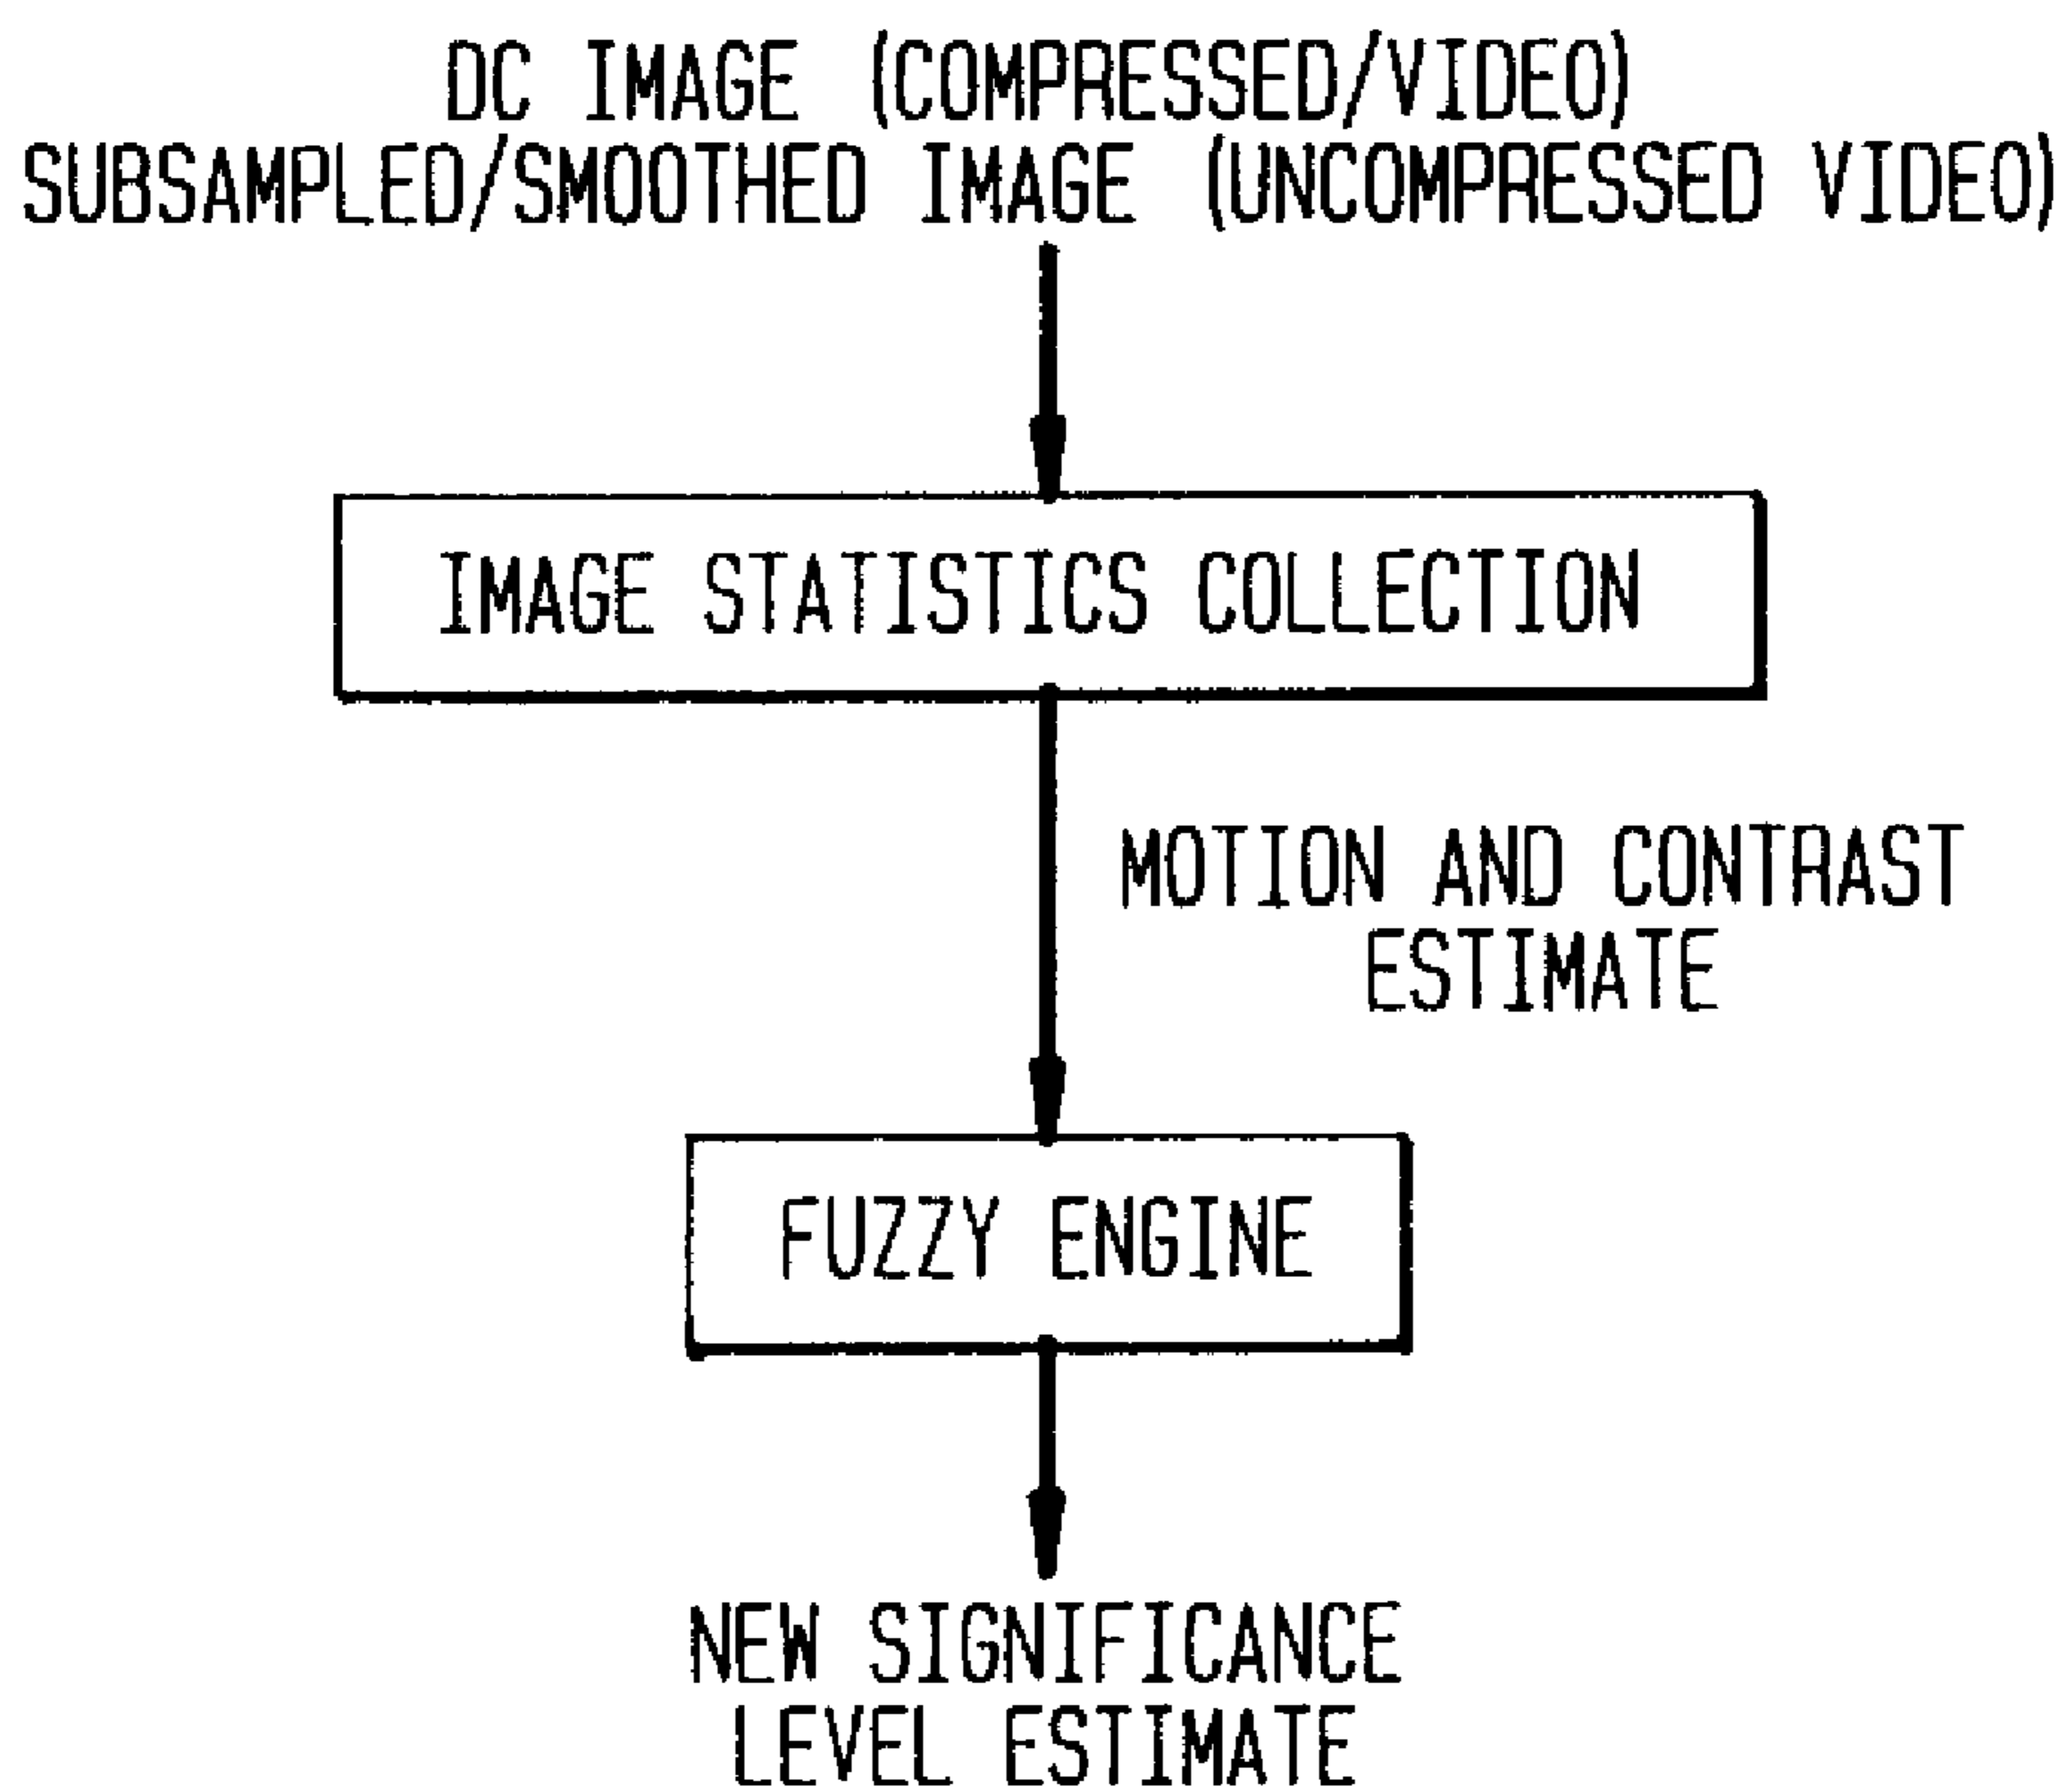 DC IMAGE (COMPRESSED/VIDEO)
SUBSAMPLED/SMOOTHED IMAGE (UNCOMPRESSED VIDEO)
IMAGE STATISTICS COLLECTION
MOTION AND CONTRAST
ESTIMATE
FUZZY ENGINE
NEW SIGNIFICANCE
LEVEL ESTIMATE